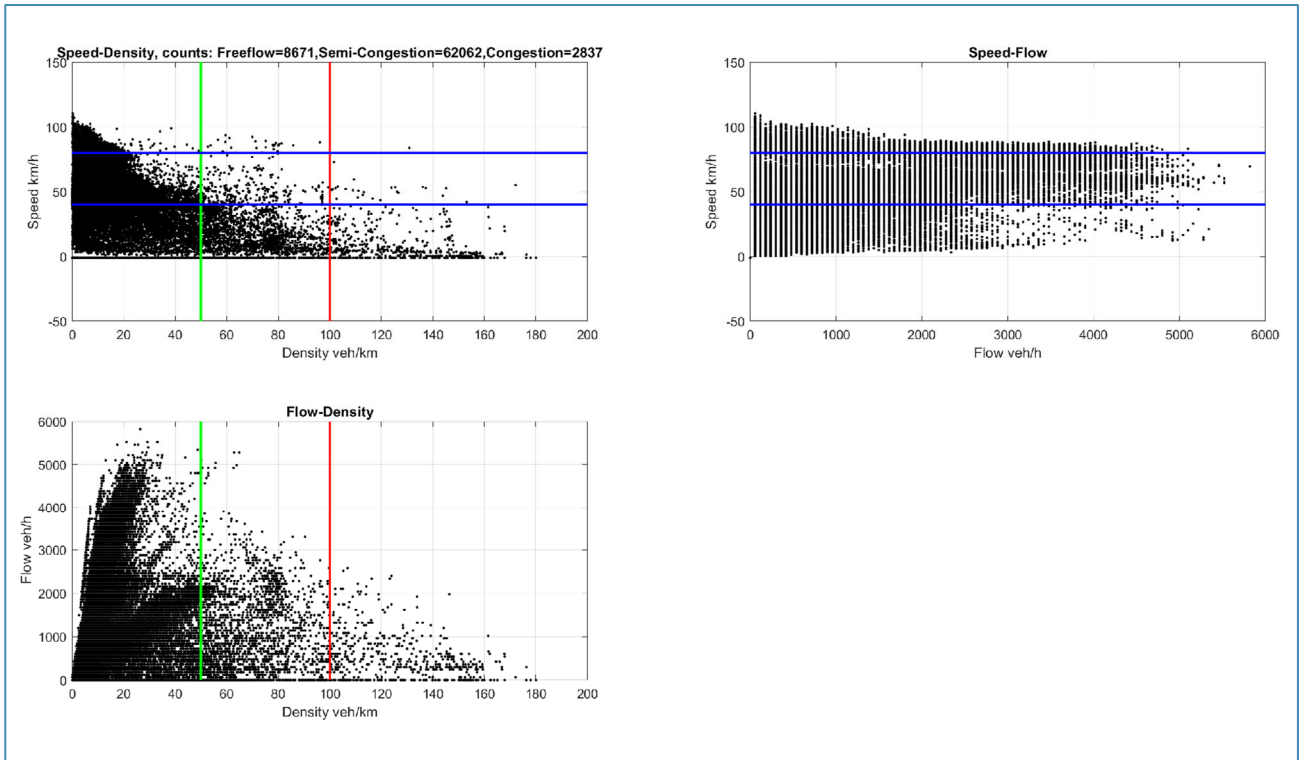 Speed-Density, counts: Freeflow=8671,Semi-Congestion=62062,Congestion=2837
150
100
50
0
-50
Speed km/h
0 20 40 60 80 100 120 140 160 180 200
Density veh/km
Speed-Flow
150
100
50
0
-50
Speed km/h
0 1000 2000 3000 4000 5000 6000
Flow veh/h
Flow-Density
6000
5000
4000
3000
2000
1000
0
Flow veh/h
0 20 40 60 80 100 120 140 160 180 200
Density veh/km